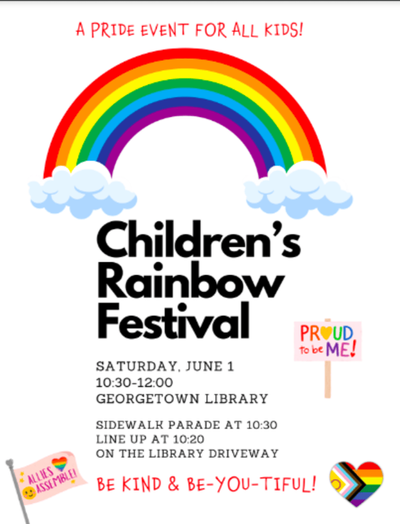 A PRIDE EVENT FOR ALL KIDS!
Children's
Rainbow
Festival
SATURDAY, JUNE 1
10:30-12:00
GEORGETOWN LIBRARY
PROUD
to be ME!
SIDEWALK PARADE AT 10:30
LINE UP AT 10:20
ON THE LIBRARY DRIVEWAY
ALLIES
ASSEMBLE!
BE KIND & BE-YOU-TIFUL!